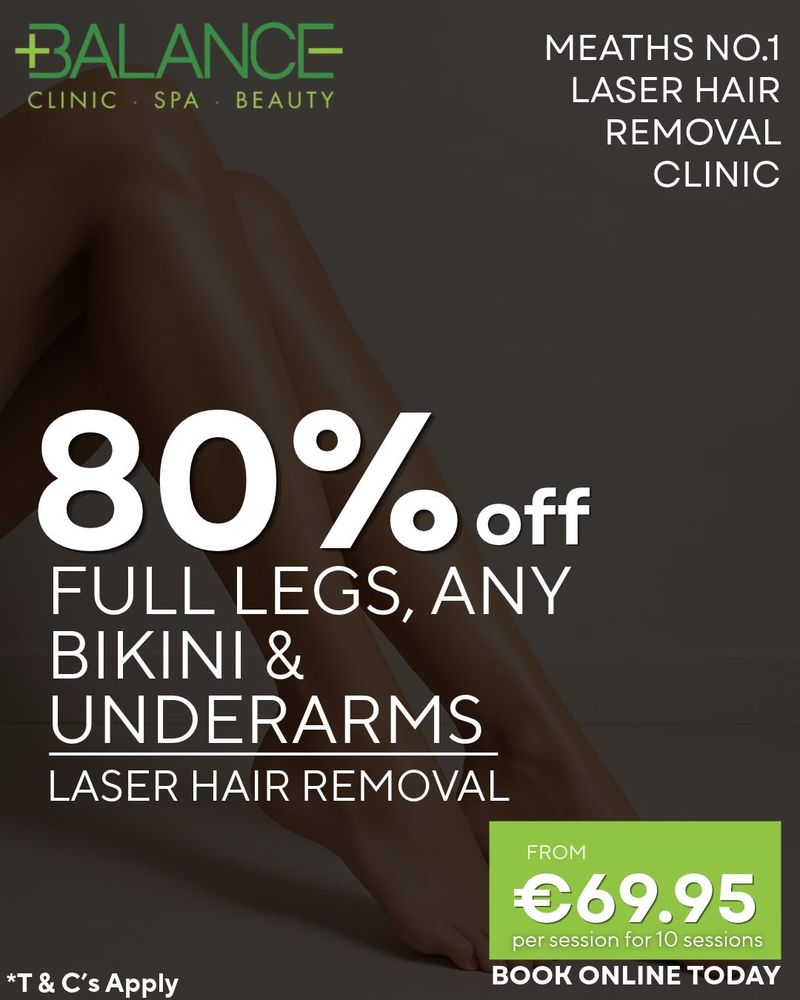 BALANCE
CLINIC · SPA · BEAUTY
MEATHS NO.1
LASER HAIR
REMOVAL
CLINIC
80% off
FULL LEGS, ANY
BIKINI &
UNDERARMS
LASER HAIR REMOVAL
FROM
€69.95
per session for 10 sessions
BOOK ONLINE TODAY
*T & C's Apply